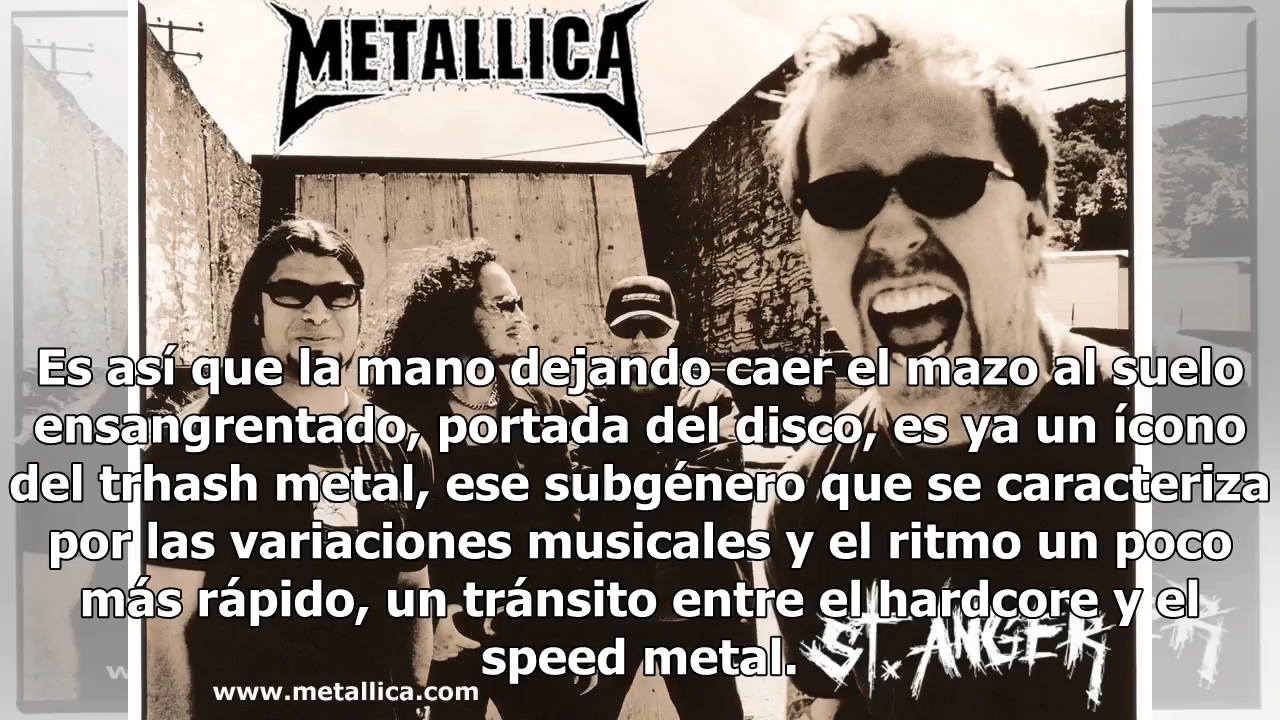 METALLICA
Es así que la mano dejando caer el mazo al suelo
ensangrentado, portada del disco, es ya un ícono
del trhash metal, ese subgénero que se caracteriza
por las variaciones musicales y el ritmo un poco
más rápido, un tránsito entre el hardcore y el
speed metal.
ST. ANGER
www.metallica.com